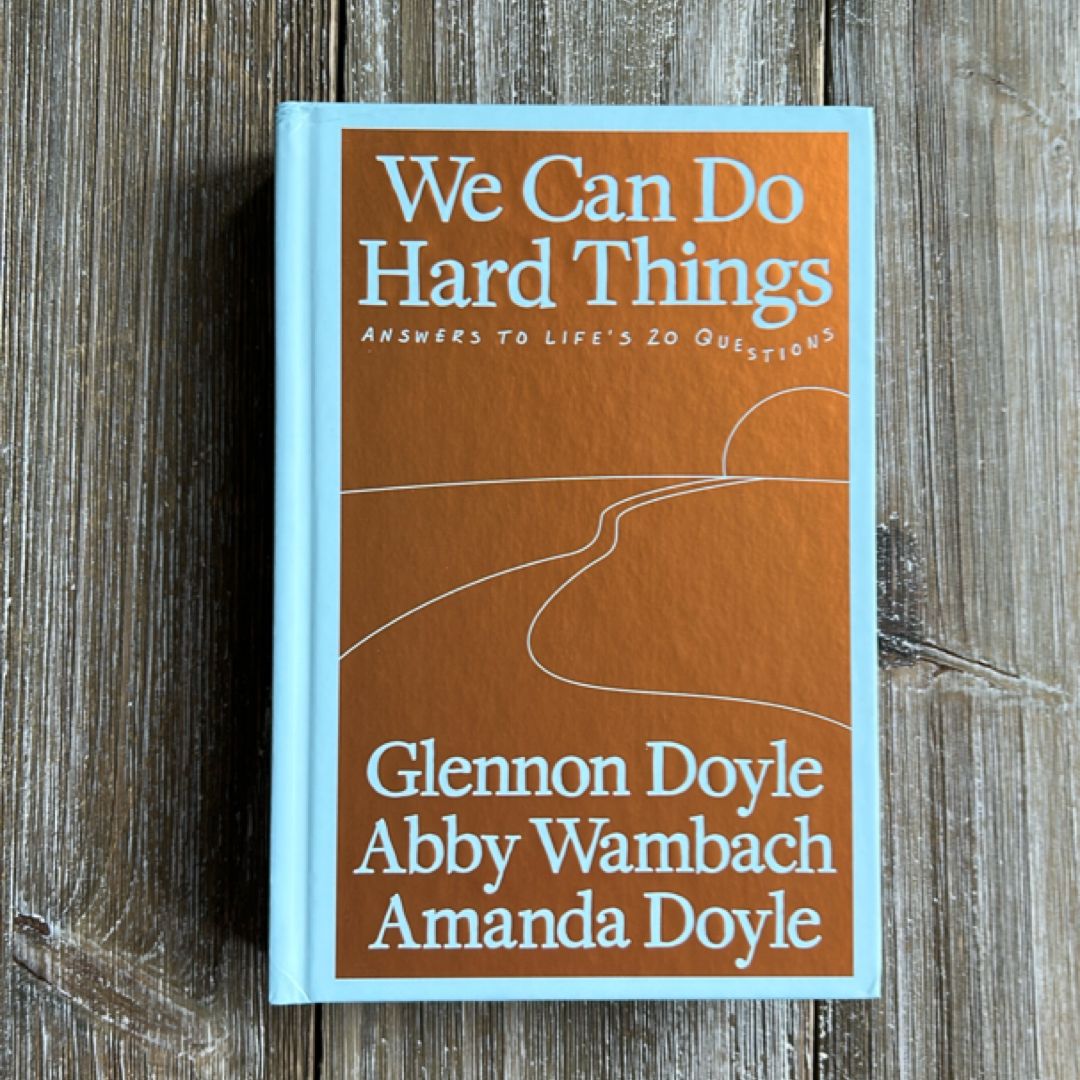 We Can Do
Hard Things
ANSWERS TO LIFE'S 20 QUESTIONS
Glennon Doyle
Abby Wambach
Amanda Doyle